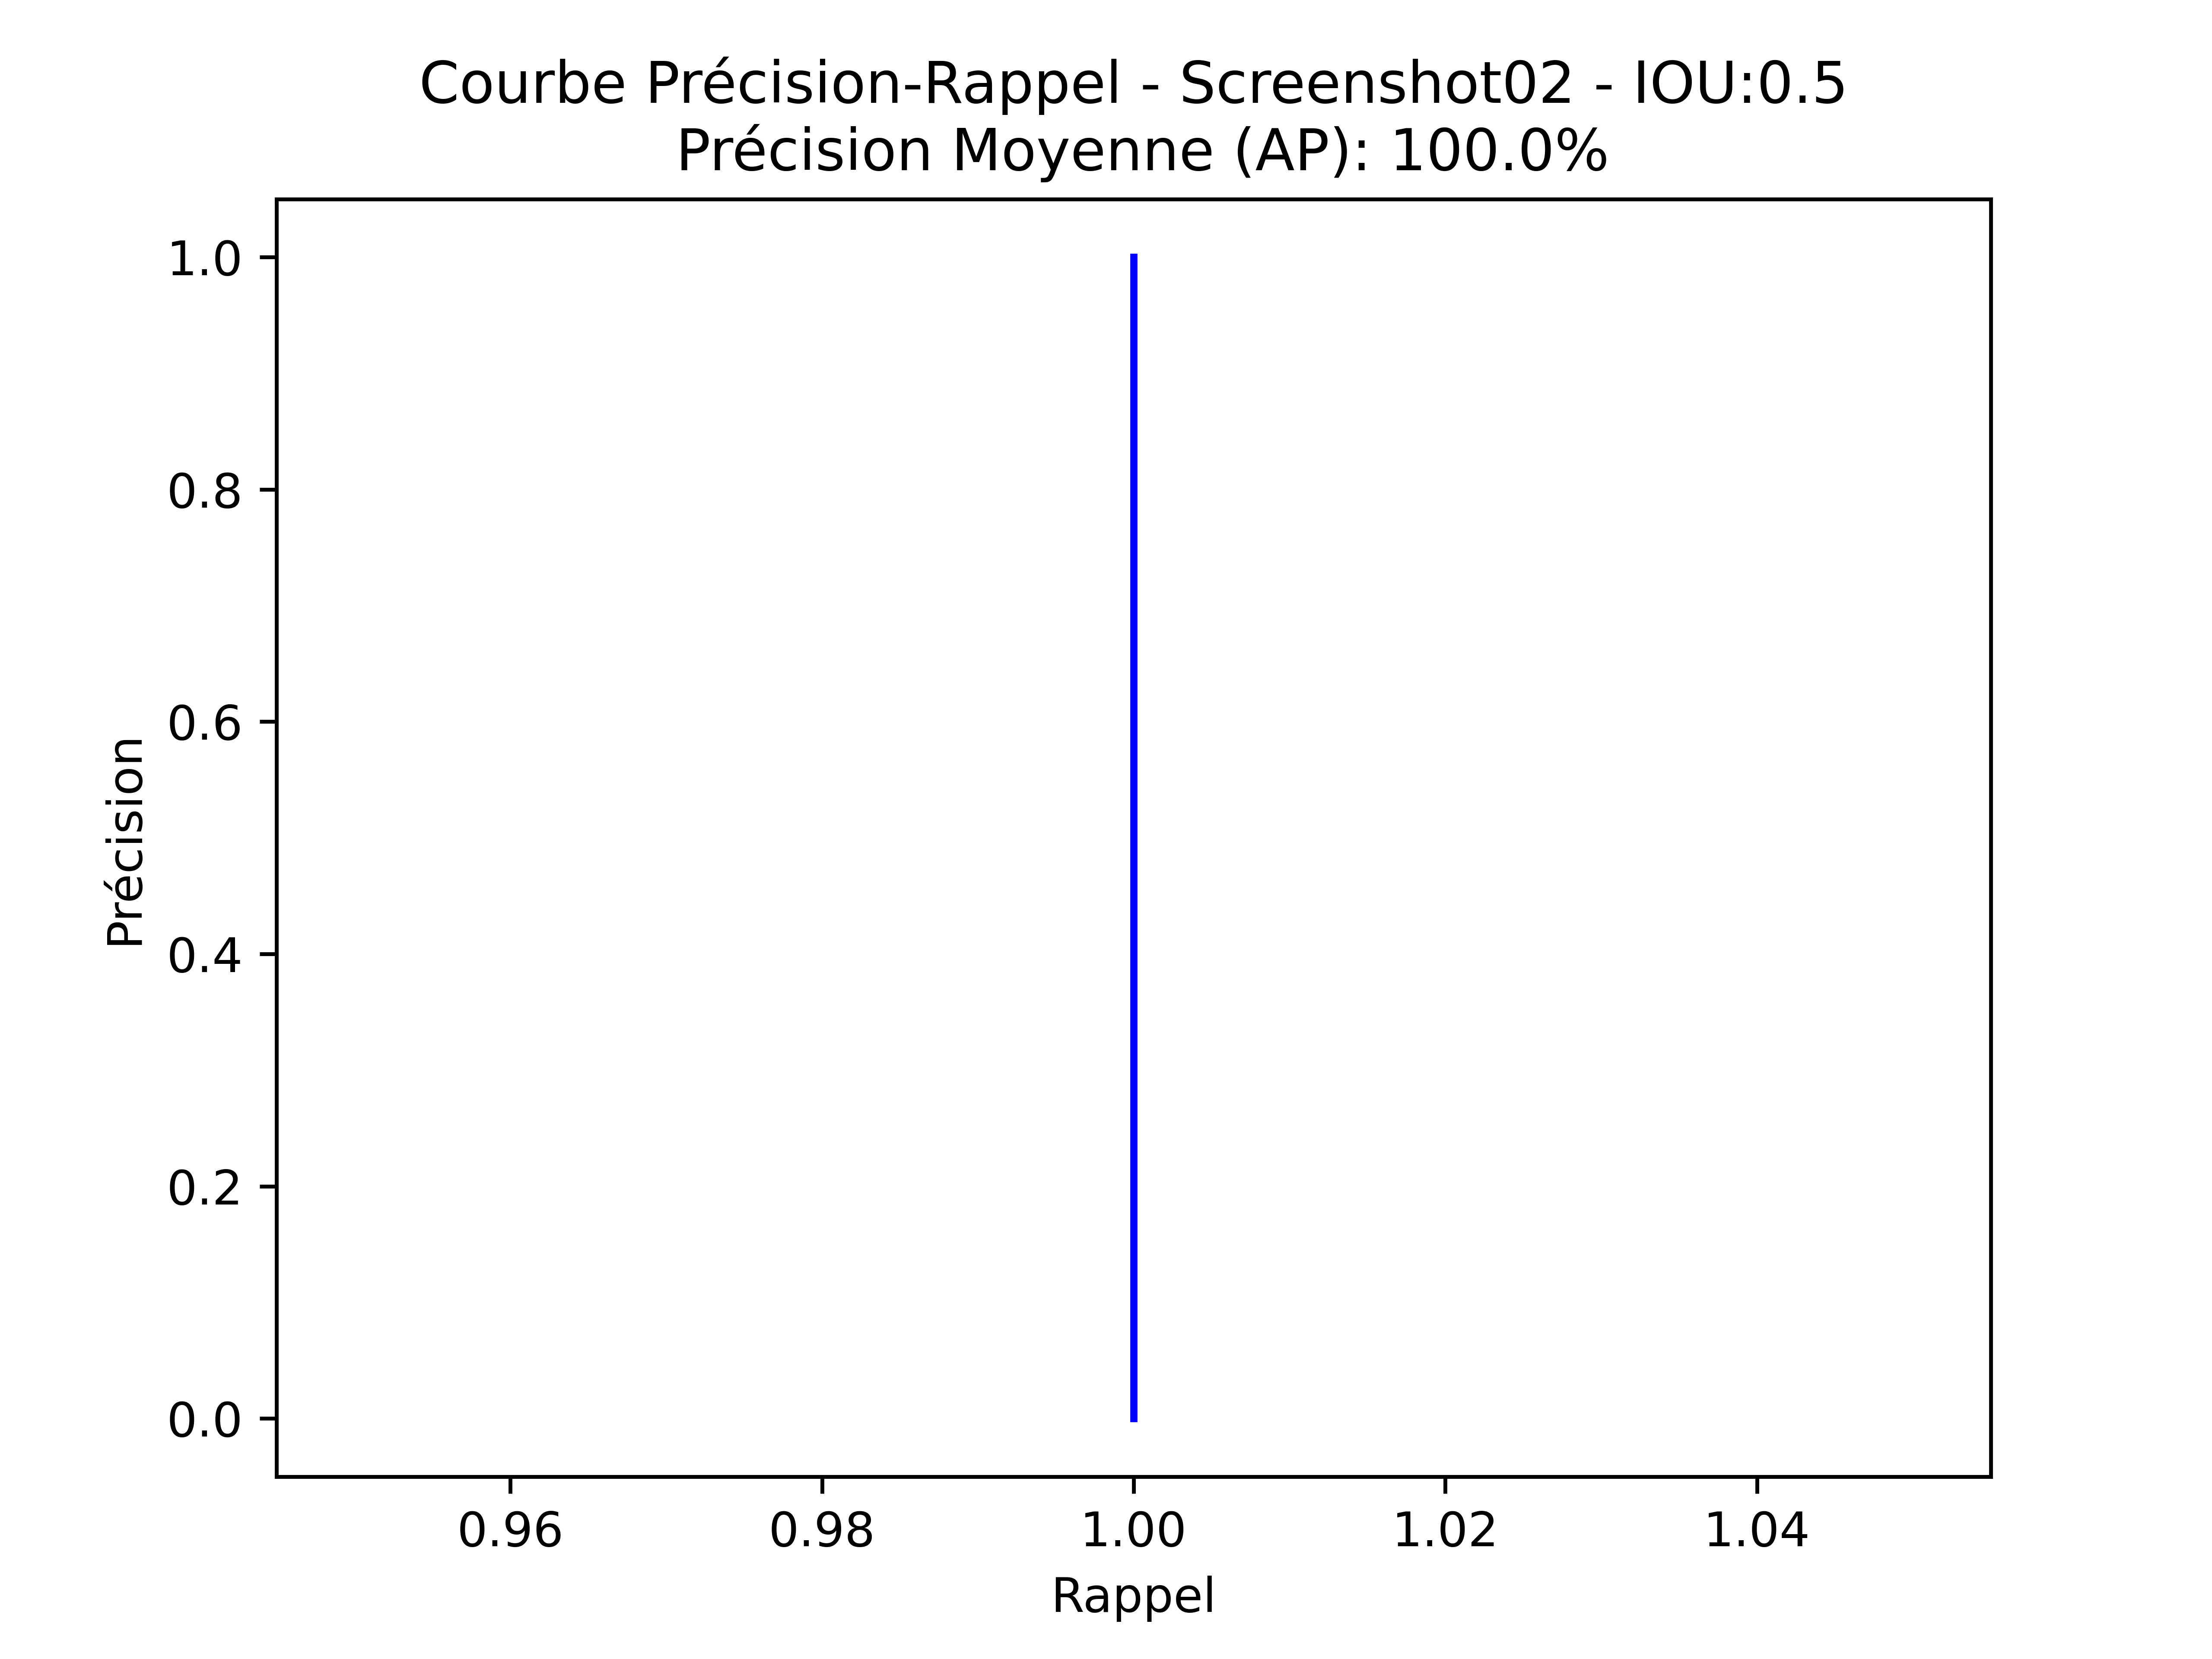 Courbe Précision-Rappel - Screenshot02 - IOU:0.5
Précision Moyenne (AP): 100.0%
1.0
0.8
0.6
0.4
0.2
0.0
Précision
0.96 0.98 1.00 1.02 1.04
Rappel